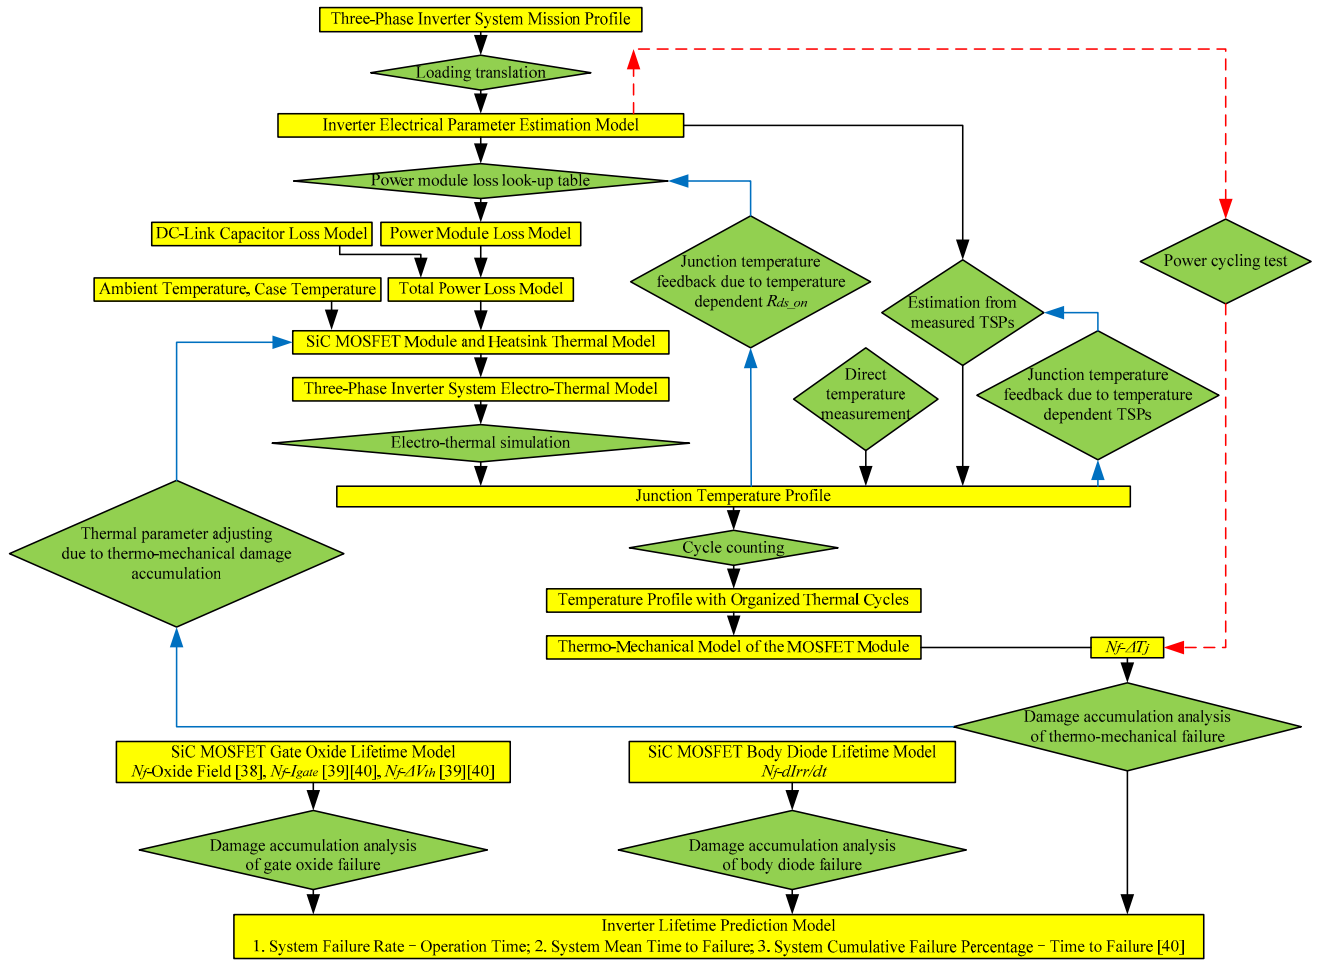 Three-Phase Inverter System Mission Profile
Loading translation
Inverter Electrical Parameter Estimation Model
Power module loss look-up table
DC-Link Capacitor Loss Model
Power Module Loss Model
Junction temperature
feedback due to temperature
dependent Rds_on
Power cycling test
Ambient Temperature, Case Temperature
Total Power Loss Model
Estimation from
measured TSPs
SiC MOSFET Module and Heatsink Thermal Model
Three-Phase Inverter System Electro-Thermal Model
Direct
temperature
measurement
Junction temperature
feedback due to temperature
dependent TSPs
Electro-thermal simulation
Junction Temperature Profile
Thermal parameter adjusting
due to thermo-mechanical damage
accumulation
Cycle counting
Temperature Profile with Organized Thermal Cycles
Thermo-Mechanical Model of the MOSFET Module
Nf-ΔTj
Damage accumulation analysis
of thermo-mechanical failure
SiC MOSFET Gate Oxide Lifetime Model
Nf-Oxide Field [38], Nf-Igate [39][40], Nf-ΔVth [39][40]
SiC MOSFET Body Diode Lifetime Model
Nf-dIrr/dt
Damage accumulation analysis
of gate oxide failure
Damage accumulation analysis
of body diode failure
Inverter Lifetime Prediction Model
1. System Failure Rate – Operation Time; 2. System Mean Time to Failure; 3. System Cumulative Failure Percentage – Time to Failure [40]